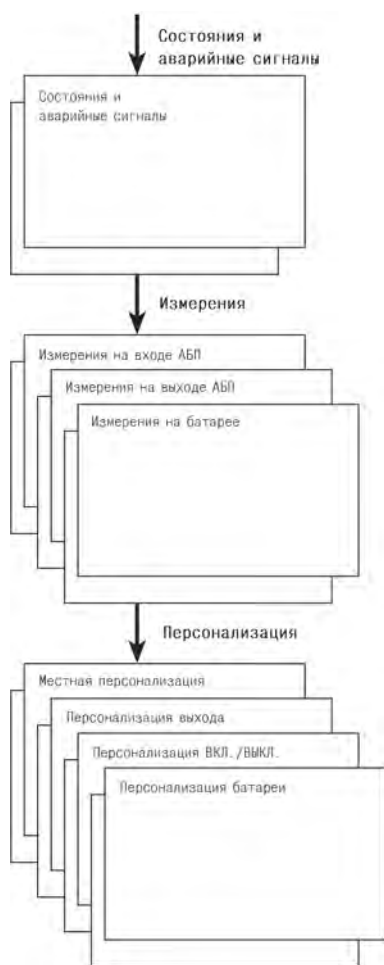 Состояния и
аварийные сигналы
Состояния и
аварийные сигналы
Измерения
Измерения на входе АБП
Измерения на выходе АБП
Измерения на батарее
Персонализация
Местная персонализация
Персонализация выхода
Персонализация ВКЛ./ВЫКЛ.
Персонализация батареи